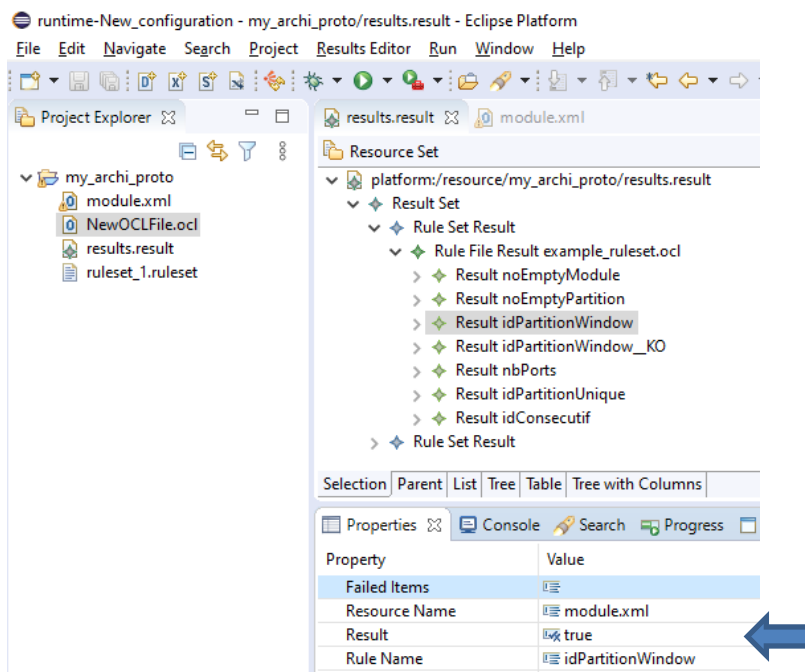 runtime-New_configuration - my_archi_proto/results.result - Eclipse Platform
File Edit Navigate Search Project Results Editor Run Window Help
Project Explorer
my_archi_proto
module.xml
NewOCLFile.ocl
results.result
ruleset_1.ruleset
results.result module.xml
Resource Set
platform:/resource/my_archi_proto/results.result
Result Set
Rule Set Result
Rule File Result example_ruleset.ocl
Result noEmptyModule
Result noEmptyPartition
Result idPartitionWindow
Result idPartitionWindow__KO
Result nbPorts
Result idPartitionUnique
Result idConsecutif
Rule Set Result
Selection Parent List Tree Table Tree with Columns
Properties Console Search Progress
Property Value
Failed Items
Resource Name module.xml
Result true
Rule Name idPartitionWindow